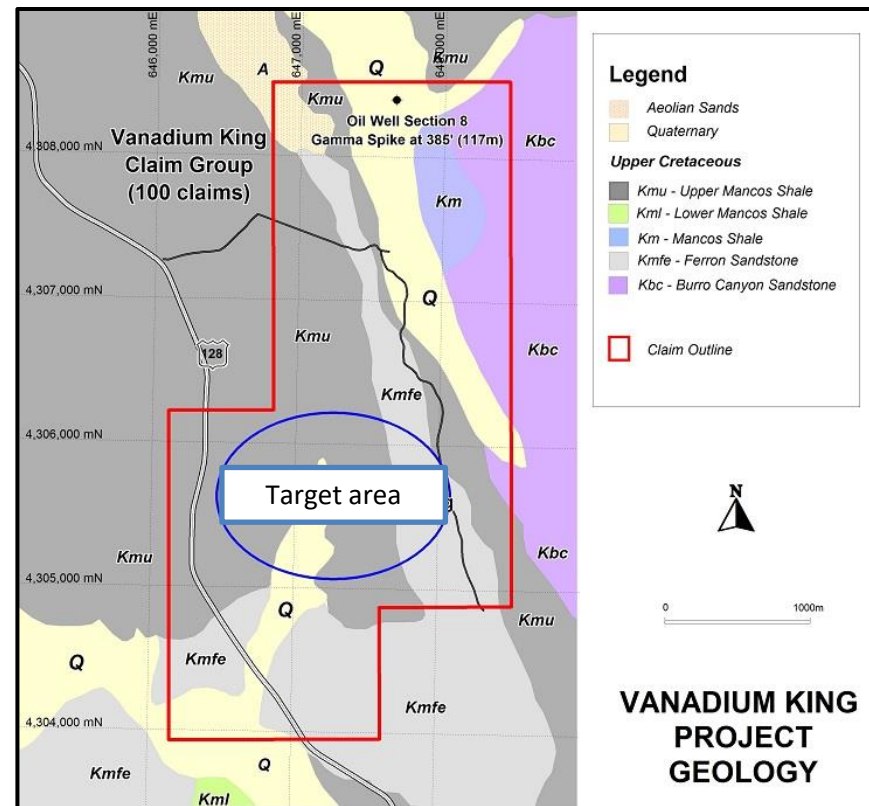 646,000 mE
647,000 mE
Kmu
A
Q
Kmu
Kmu
Oil Well Section 8
Gamma Spike at 385' (117m)
Vanadium King
Claim Group
(100 claims)
4,308,000 mN
Kbc
Km
4,307,000 mN
Q
Kmu
128
Kbc
Kmfe
4,306,000 mN
Target area
Kmu
4,305,000 mN
Kbc
Q
Kmu
Q
Kmfe
Kmfe
4,304,000 mN
Q
Kmfe
Kml
Legend
Aeolian Sands
Quaternary
Upper Cretaceous
Kmu - Upper Mancos Shale
Kml - Lower Mancos Shale
Km - Mancos Shale
Kmfe - Ferron Sandstone
Kbc - Burro Canyon Sandstone
Claim Outline
N
0 1000m
VANADIUM KING
PROJECT
GEOLOGY